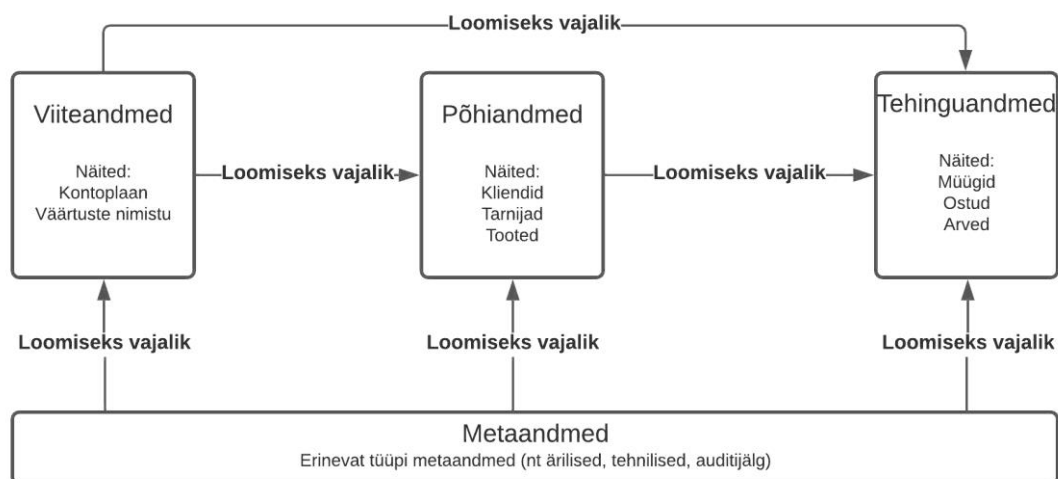 Loomiseks vajalik
Viiteandmed
Näited:
Kontoplaan
Väärtuste nimistu
Loomiseks vajalik
Põhiandmed
Näited:
Kliendid
Tarnijad
Tooted
Loomiseks vajalik
Tehinguandmed
Näited:
Müügid
Ostud
Arved
Loomiseks vajalik
Loomiseks vajalik
Loomiseks vajalik
Metaandmed
Erinevat tüüpi metaandmed (nt ärilised, tehnilised, auditijälg)